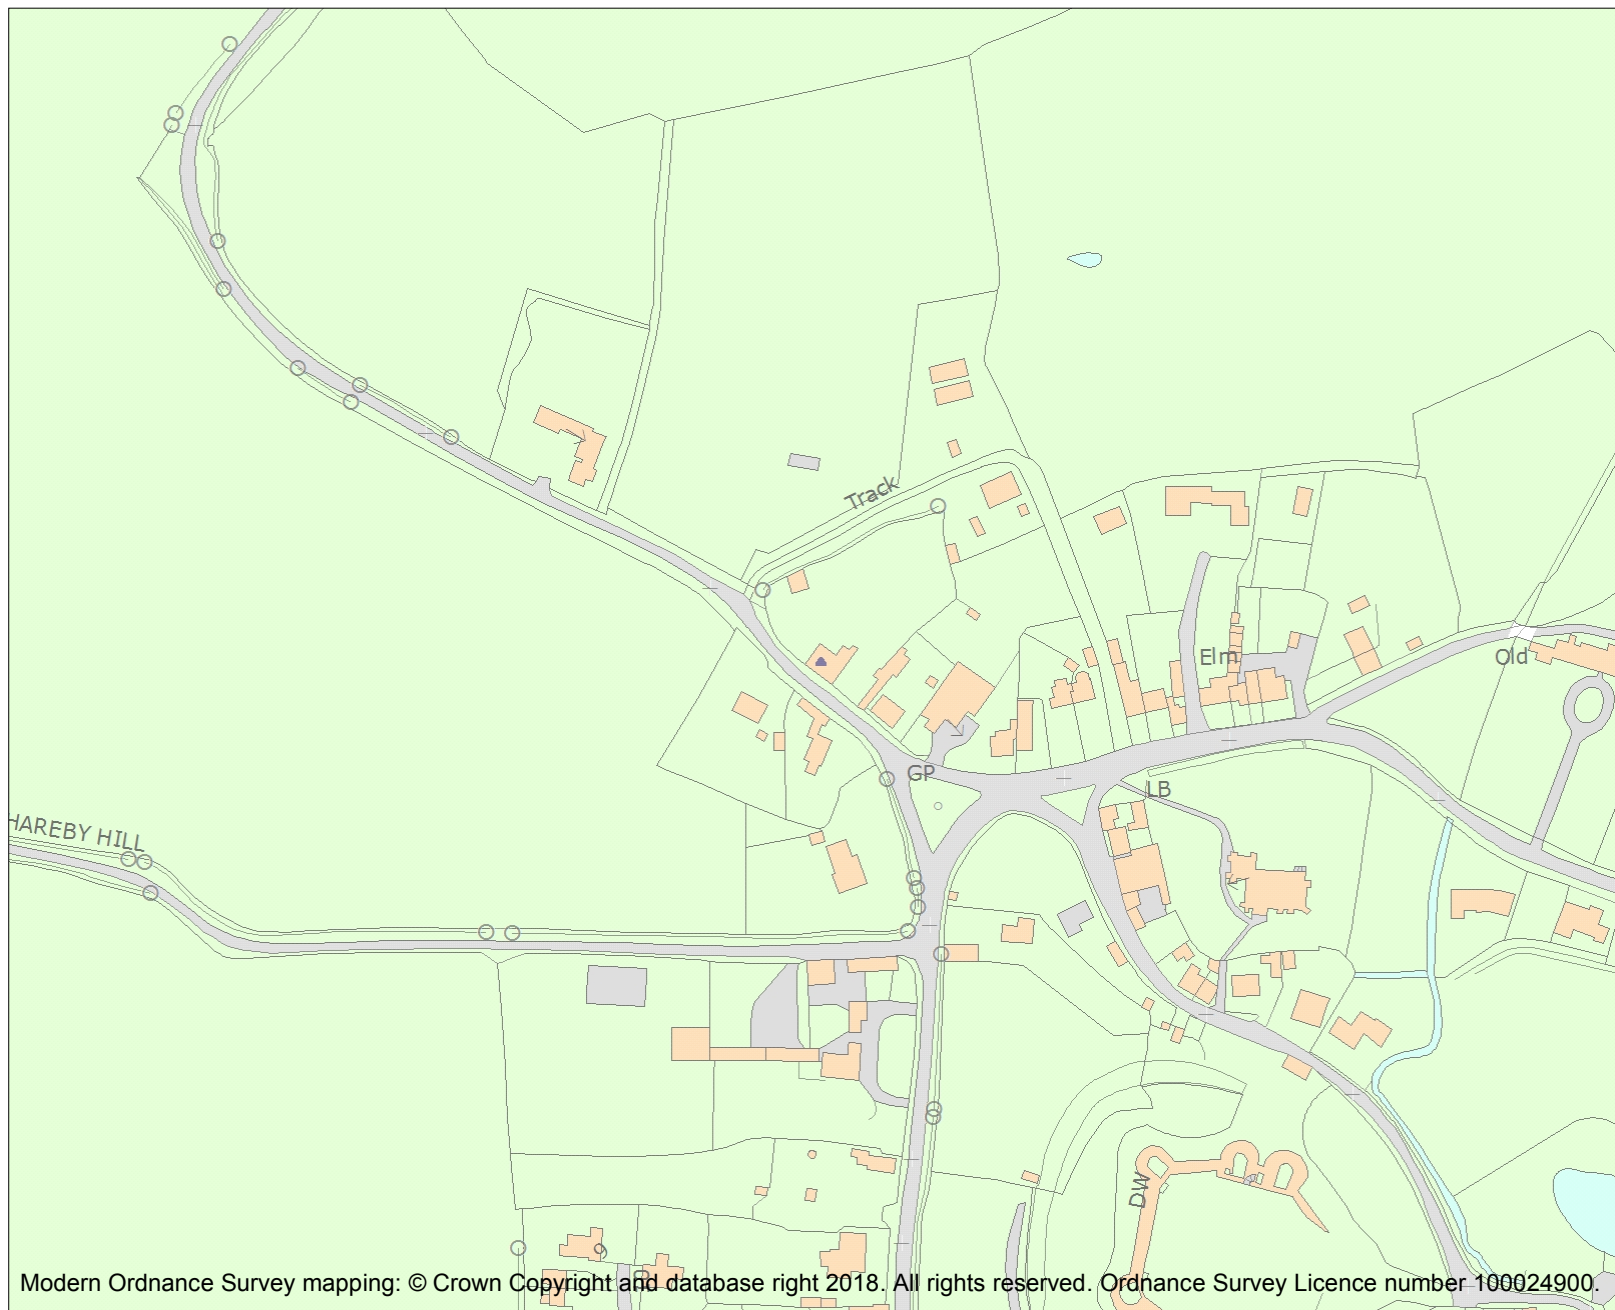 Track
Elm
Old
GP
LB
HAREBY HILL
DW
9
Modern Ordnance Survey mapping: © Crown Copyright and database right 2018. All rights reserved. Ordnance Survey Licence number 100024900.